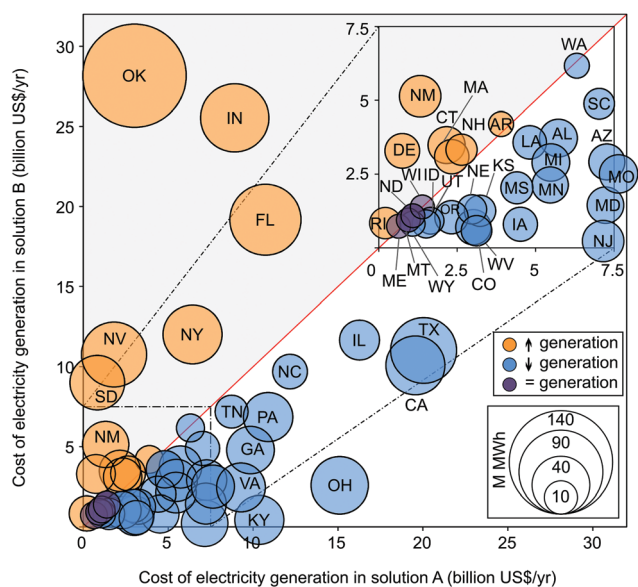 Cost of electricity generation in solution B (billion US$/yr)
30
25
20
15
10
5
0
0
5
10
15
20
25
30
Cost of electricity generation in solution A (billion US$/yr)
OK
IN
FL
NV
NY
SD
NM
IL
TX
CA
NC
TN
PA
GA
VA
OH
KY
7.5
5
2.5
0
2.5
5
7.5
WA
SC
MA
NM
CT
NH
AR
DE
LA
AL
AZ
MI
MO
WI
ID
UT
NE
KS
ND
MS
MN
MD
RI
OR
IA
NJ
ME
MT
WY
CO
WV
↑ generation
↓ generation
= generation
M MWh
140
90
40
10